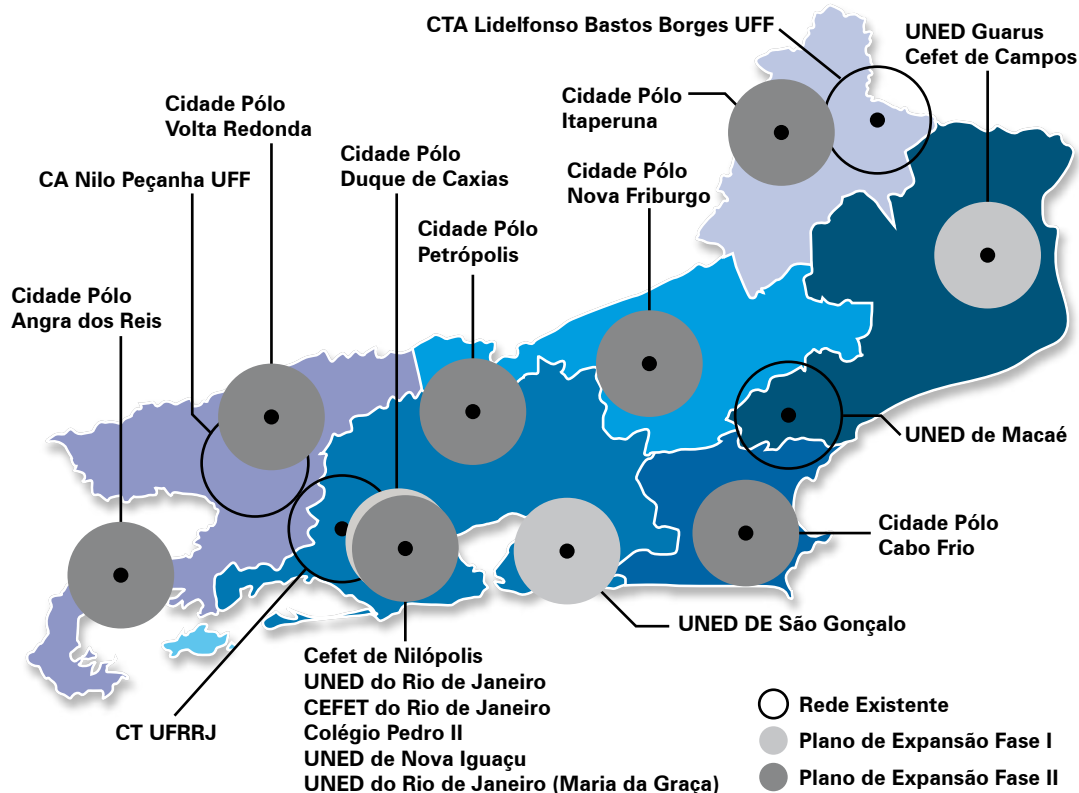 CTA Lidelfonso Bastos Borges UFF
UNED Guarus
Cefet de Campos
Cidade Pólo
Itaperuna
Cidade Pólo
Volta Redonda
Cidade Pólo
Duque de Caxias
Cidade Pólo
Nova Friburgo
CA Nilo Peçanha UFF
Cidade Pólo
Petrópolis
Cidade Pólo
Angra dos Reis
UNED de Macaé
Cidade Pólo
Cabo Frio
UNED DE São Gonçalo
CT UFRRJ
Cefet de Nilópolis
UNED do Rio de Janeiro
CEFET do Rio de Janeiro
Colégio Pedro II
UNED de Nova Iguaçu
UNED do Rio de Janeiro (Maria da Graça)
Rede Existente
Plano de Expansão Fase I
Plano de Expansão Fase II